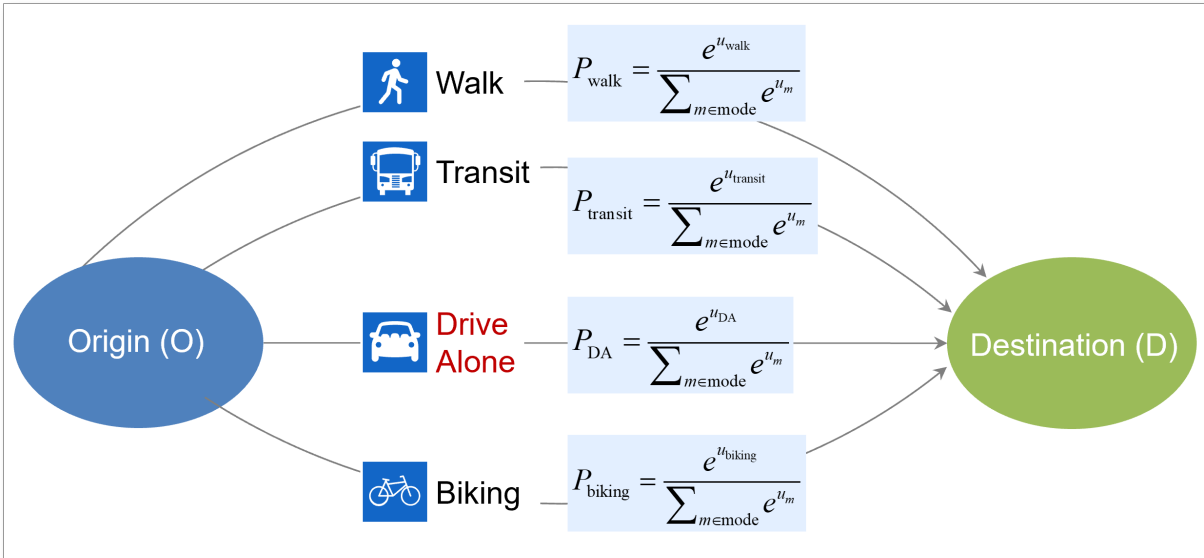 Walk
P_walk = e^{u_walk} / ∑_{m∈mode} e^{u_m}
Transit
P_transit = e^{u_transit} / ∑_{m∈mode} e^{u_m}
Origin (O)
Drive
Alone
P_DA = e^{u_DA} / ∑_{m∈mode} e^{u_m}
Destination (D)
Biking
P_biking = e^{u_biking} / ∑_{m∈mode} e^{u_m}